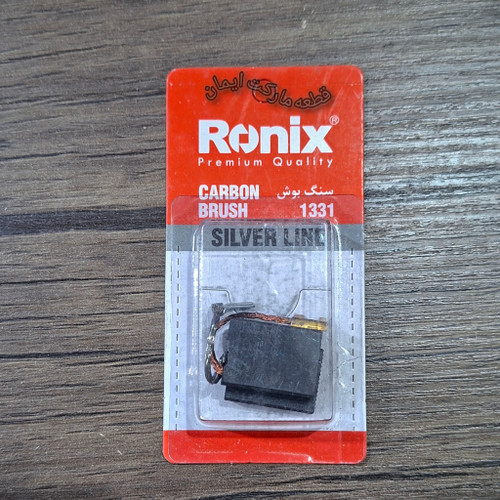 قطعه مارکت ایمان
Ronix®
Premium Quality
CARBON سنگ بوش
BRUSH 1331
SILVER LINE